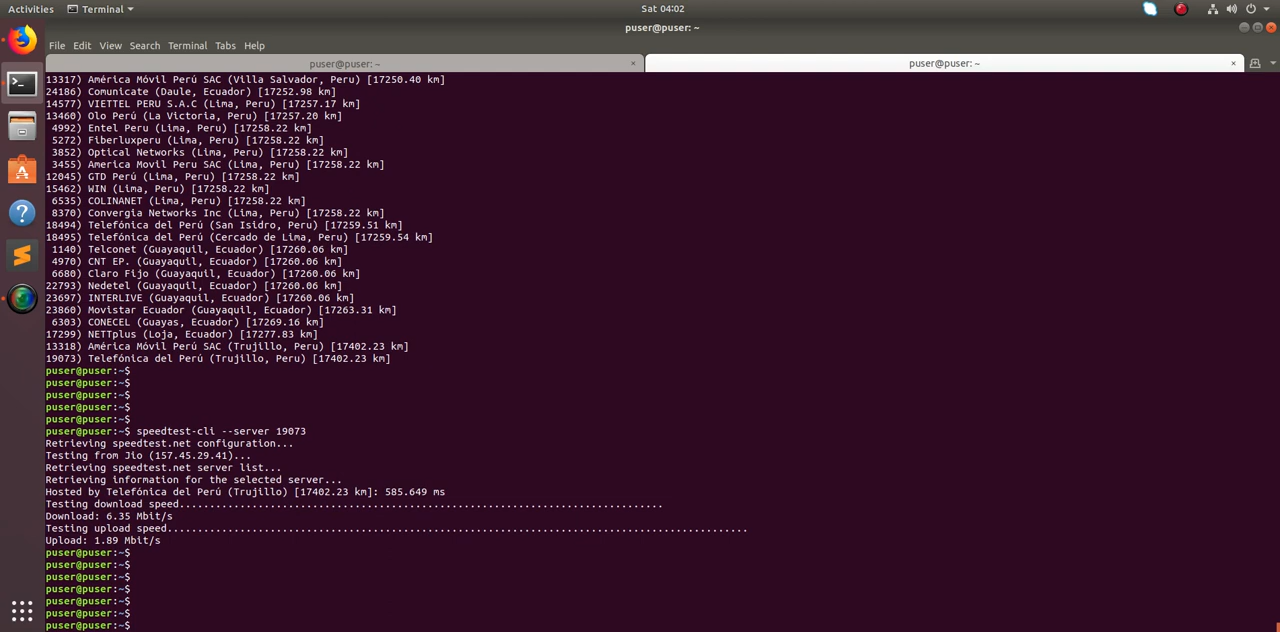 Activities Terminal Sat 04:02
puser@puser: ~
File Edit View Search Terminal Tabs Help
puser@puser: ~ × puser@puser: ~ ×
13317) América Móvil Perú SAC (Villa Salvador, Peru) [17250.40 km]
24186) Comunicate (Daule, Ecuador) [17252.98 km]
14577) VIETTEL PERU S.A.C (Lima, Peru) [17257.17 km]
13460) Olo Perú (La Victoria, Peru) [17257.20 km]
4992) Entel Peru (Lima, Peru) [17258.22 km]
5272) Fiberluxperu (Lima, Peru) [17258.22 km]
3852) Optical Networks (Lima, Peru) [17258.22 km]
3455) America Movil Peru SAC (Lima, Peru) [17258.22 km]
12045) GTD Perú (Lima, Peru) [17258.22 km]
15462) WIN (Lima, Peru) [17258.22 km]
6535) COLINANET (Lima, Peru) [17258.22 km]
8370) Convergia Networks Inc (Lima, Peru) [17258.22 km]
18494) Telefónica del Perú (San Isidro, Peru) [17259.51 km]
18495) Telefónica del Perú (Cercado de Lima, Peru) [17259.54 km]
1140) Telconet (Guayaquil, Ecuador) [17260.06 km]
4970) CNT EP. (Guayaquil, Ecuador) [17260.06 km]
6680) Claro Fijo (Guayaquil, Ecuador) [17260.06 km]
22793) Nedetel (Guayaquil, Ecuador) [17260.06 km]
23697) INTERLIVE (Guayaquil, Ecuador) [17260.06 km]
23860) Movistar Ecuador (Guayaquil, Ecuador) [17263.31 km]
6303) CONECEL (Guayas, Ecuador) [17269.16 km]
17299) NETTplus (Loja, Ecuador) [17277.83 km]
13318) América Móvil Perú SAC (Trujillo, Peru) [17402.23 km]
19073) Telefónica del Perú (Trujillo, Peru) [17402.23 km]
puser@puser:~$
puser@puser:~$
puser@puser:~$
puser@puser:~$
puser@puser:~$
puser@puser:~$ speedtest-cli --server 19073
Retrieving speedtest.net configuration...
Testing from Jio (157.45.29.41)...
Retrieving speedtest.net server list...
Retrieving information for the selected server...
Hosted by Telefónica del Perú (Trujillo) [17402.23 km]: 585.649 ms
Testing download speed................................................................................
Download: 6.35 Mbit/s
Testing upload speed................................................................................................
Upload: 1.89 Mbit/s
puser@puser:~$
puser@puser:~$
puser@puser:~$
puser@puser:~$
puser@puser:~$
puser@puser:~$
puser@puser:~$